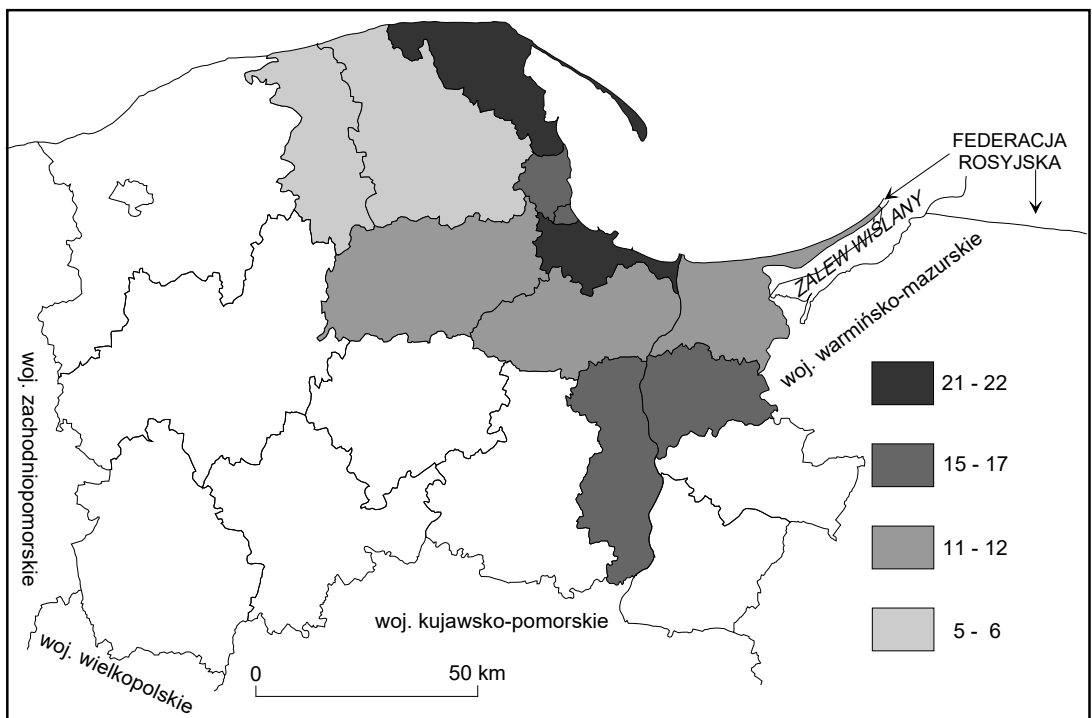 FEDERACJA
ROSYJSKA
ZALEW WIŚLANY
woj. warmińsko-mazurskie
woj. zachodniopomorskie
21 - 22
15 - 17
11 - 12
5 - 6
woj. kujawsko-pomorskie
woj. wielkopolskie
0 50 km